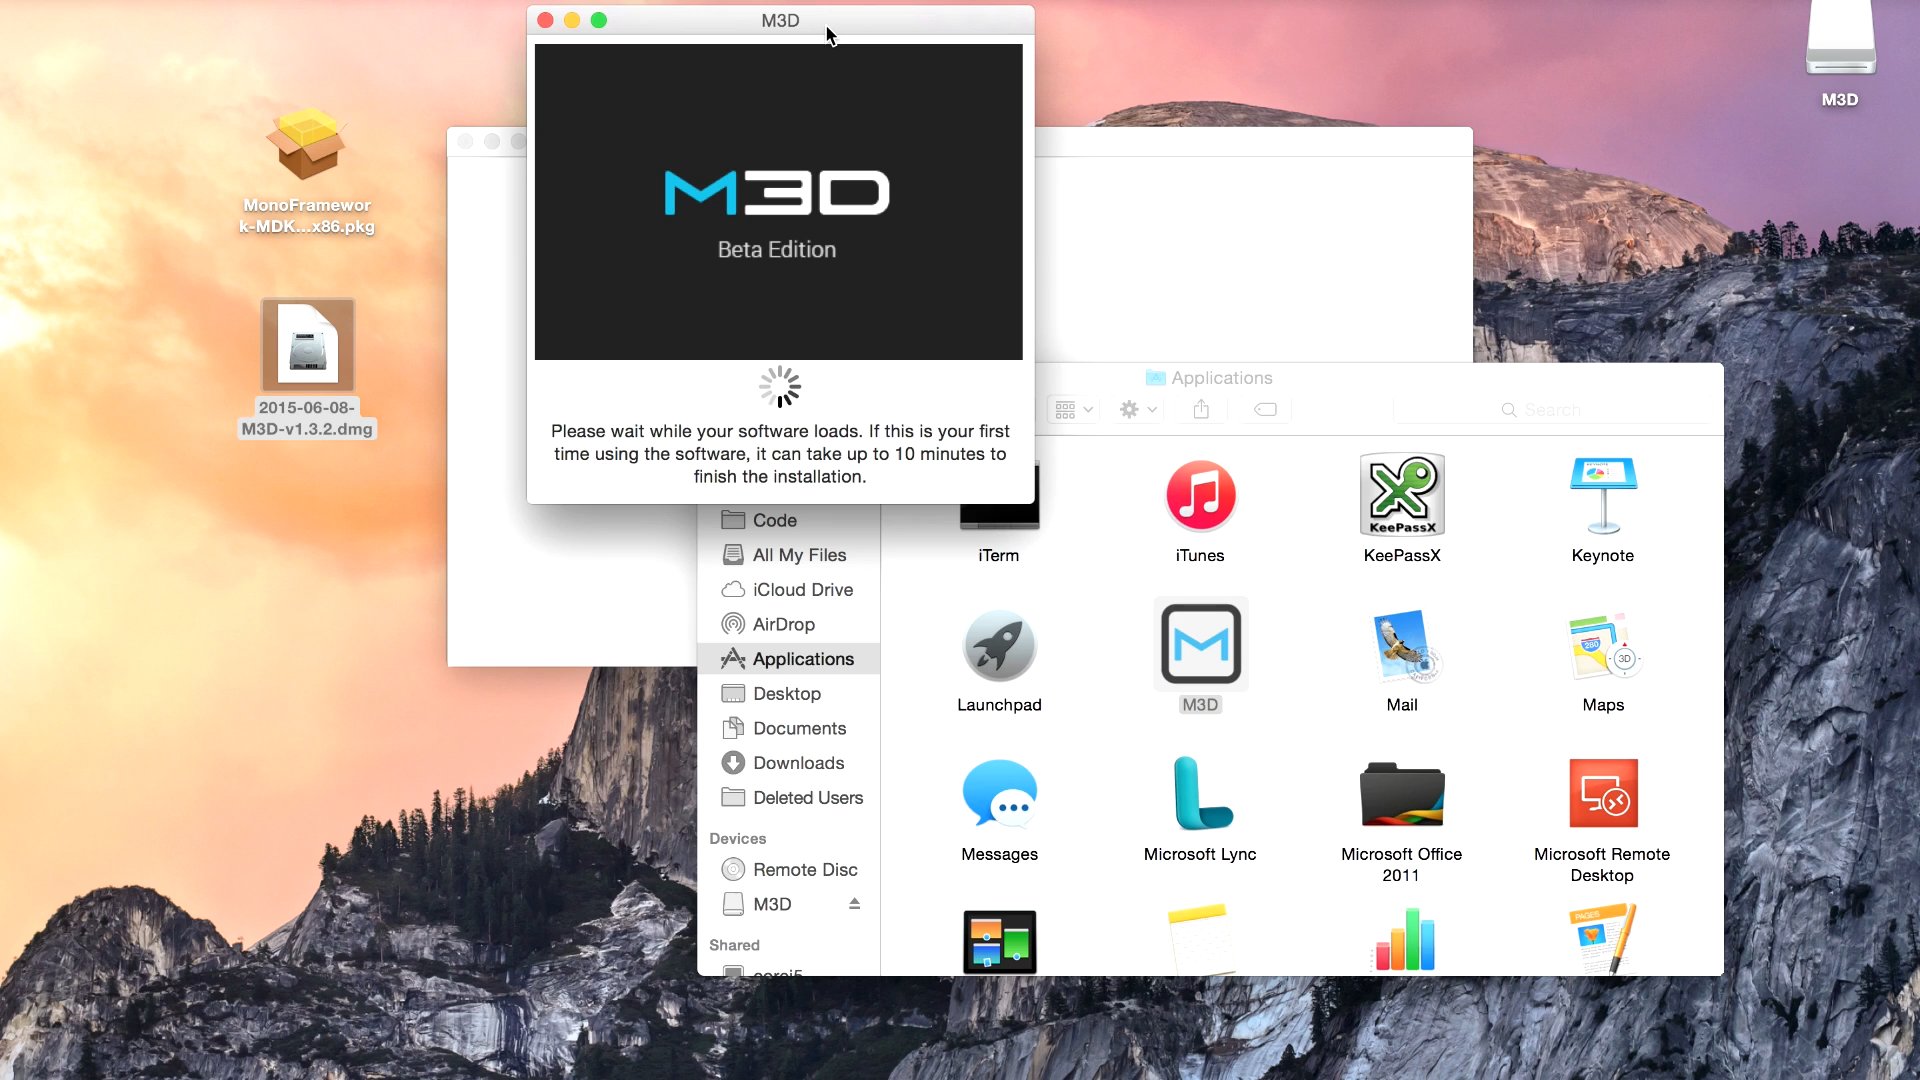 M3D
M3D
Beta Edition
Please wait while your software loads. If this is your first
time using the software, it can take up to 10 minutes to
finish the installation.
M3D
MonoFramewor
k-MDK...x86.pkg
2015-06-08-
M3D-v1.3.2.dmg
Applications
Search
Code
All My Files
iCloud Drive
AirDrop
Applications
Desktop
Documents
Downloads
Deleted Users
Devices
Remote Disc
M3D
Shared
iTerm
iTunes
KeePassX
KeePassX
KEYNOTE
Keynote
Launchpad
M
M3D
Mail
280
3D
Maps
Messages
Microsoft Lync
Microsoft Office
2011
Microsoft Remote
Desktop
PAGES